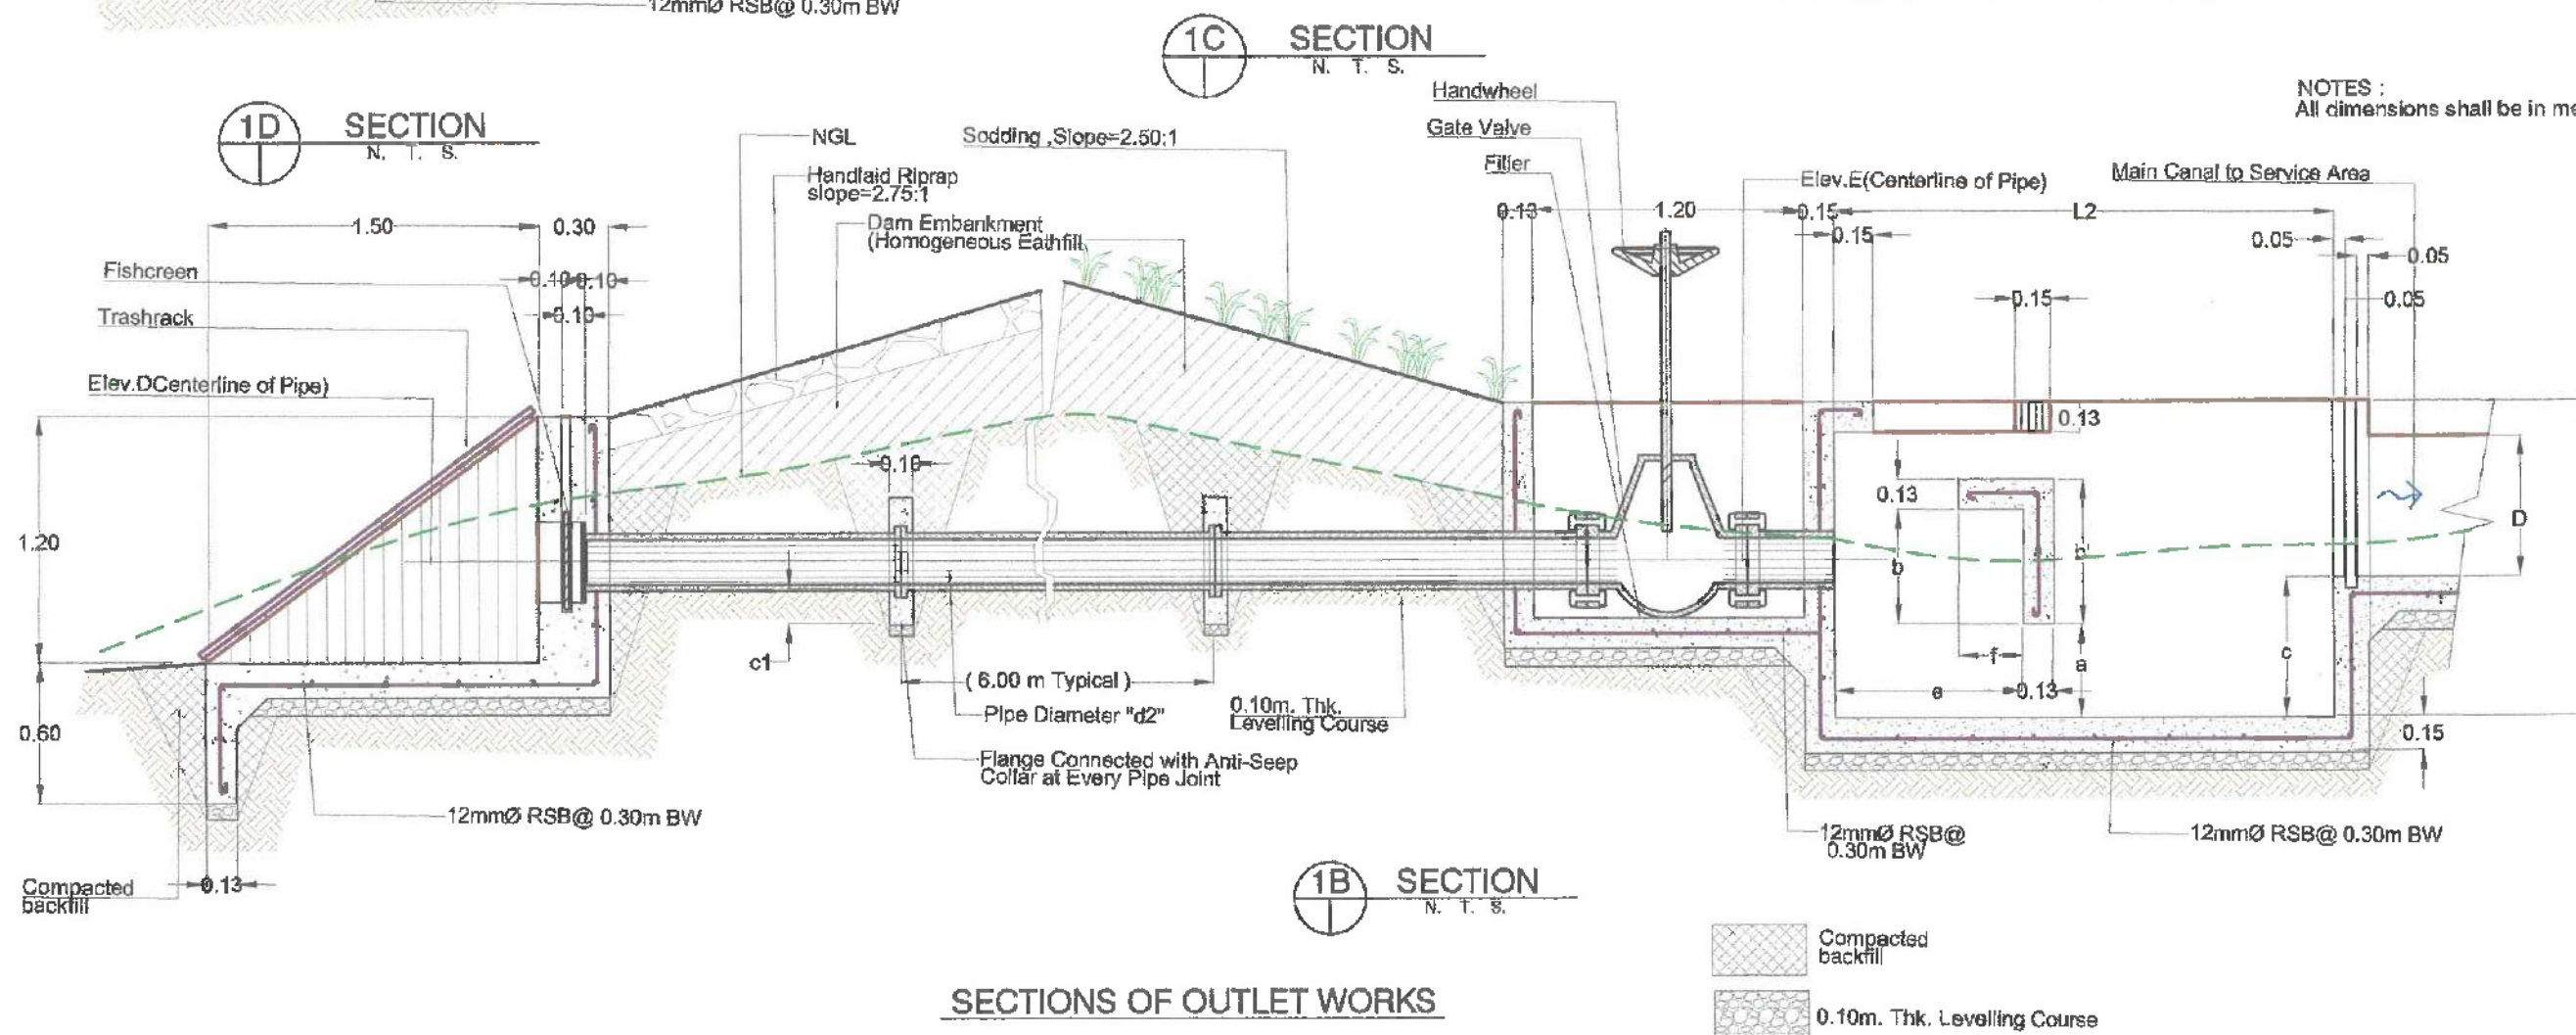 12mmØ RSB@ 0.30m BW
1C
SECTION
N. T. S.
1D
SECTION
N. T. S.
NOTES :
All dimensions shall be in me
Handwheel
Gate Valve
Filler
NGL
Sodding ,Slope=2.50:1
Handlaid Riprap
slope=2.75:1
Dam Embankment
(Homogeneous Eathfill)
Elev.E(Centerline of Pipe)
Main Canal to Service Area
1.50
0.30
0.13
1.20
0.15
L2
0.15
0.05
0.05
0.05
0.15
Fishcreen
0.10
0.10
0.10
Trashrack
Elev.DCenterline of Pipe)
0.13
0.10
0.13
1.20
D
b
b'
c1
f
a
c
e
0.13
( 6.00 m Typical )
Pipe Diameter "d2"
0.10m. Thk.
Levelling Course
0.60
0.15
Flange Connected with Anti-Seep
Collar at Every Pipe Joint
12mmØ RSB@ 0.30m BW
12mmØ RSB@
0.30m BW
12mmØ RSB@ 0.30m BW
Compacted
backfill
0.13
1B
SECTION
N. T. S.
Compacted
backfill
SECTIONS OF OUTLET WORKS
0.10m. Thk. Levelling Course